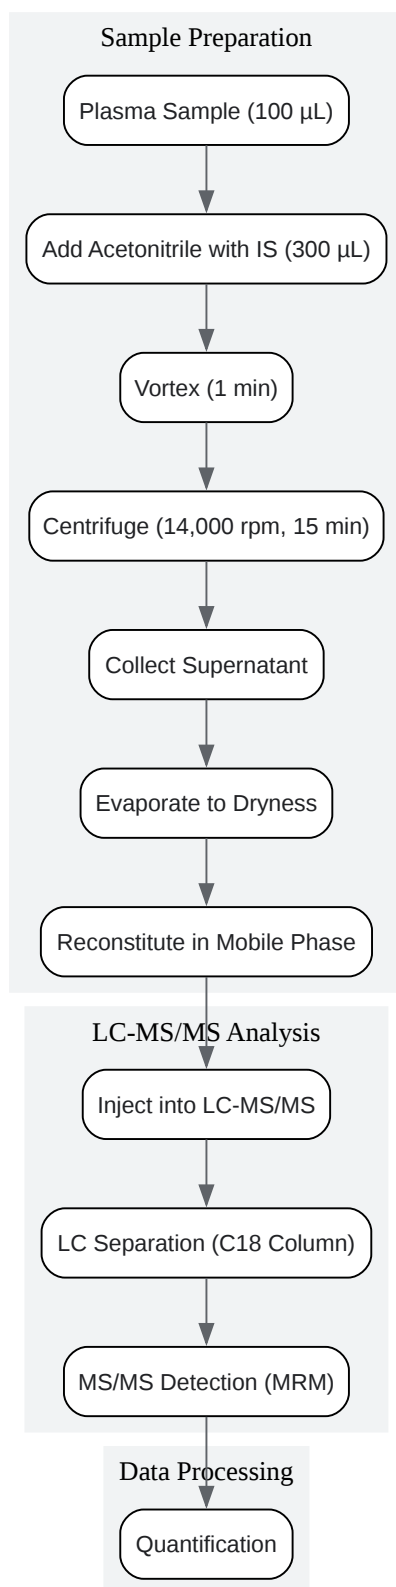 Sample Preparation
Plasma Sample (100 µL)
Add Acetonitrile with IS (300 µL)
Vortex (1 min)
Centrifuge (14,000 rpm, 15 min)
Collect Supernatant
Evaporate to Dryness
Reconstitute in Mobile Phase
LC-MS/MS Analysis
Inject into LC-MS/MS
LC Separation (C18 Column)
MS/MS Detection (MRM)
Data Processing
Quantification